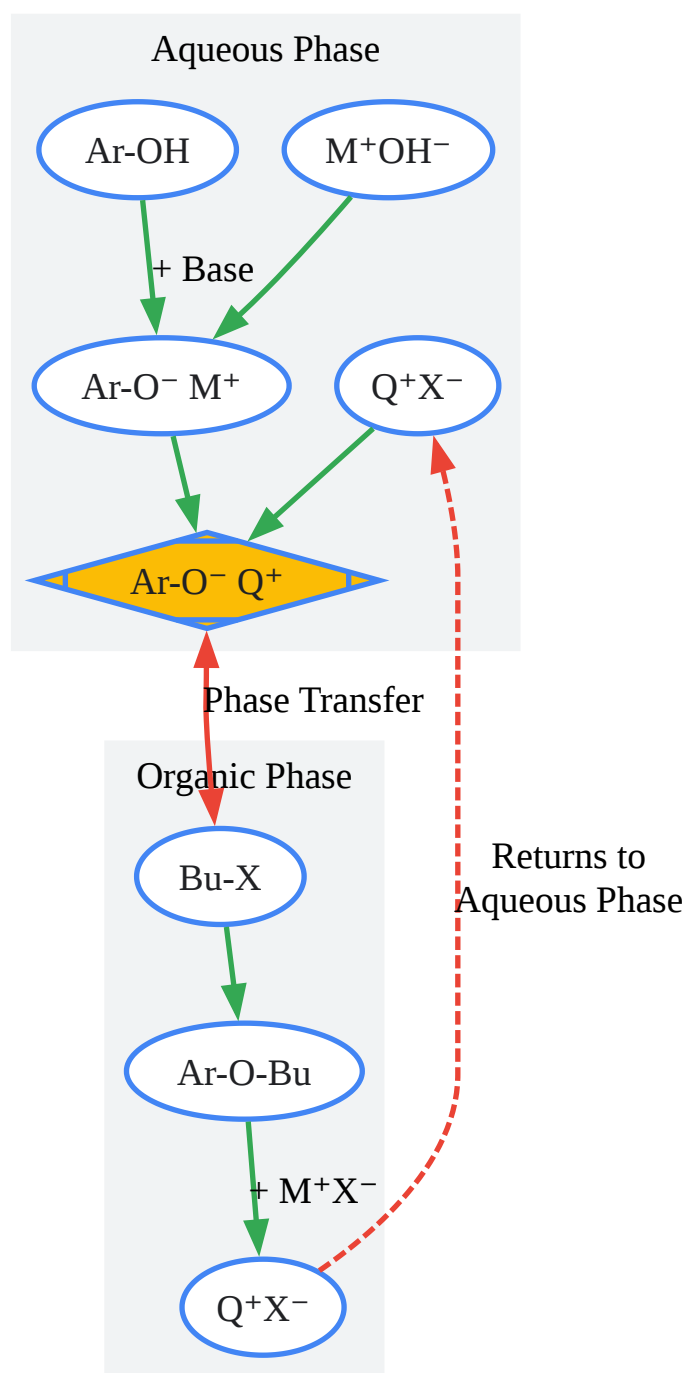 Aqueous Phase
Ar-OH
M⁺OH⁻
+ Base
Ar-O⁻ M⁺
Q⁺X⁻
Ar-O⁻ Q⁺
Phase Transfer
Organic Phase
Bu-X
Returns to
Aqueous Phase
Ar-O-Bu
+ M⁺X⁻
Q⁺X⁻